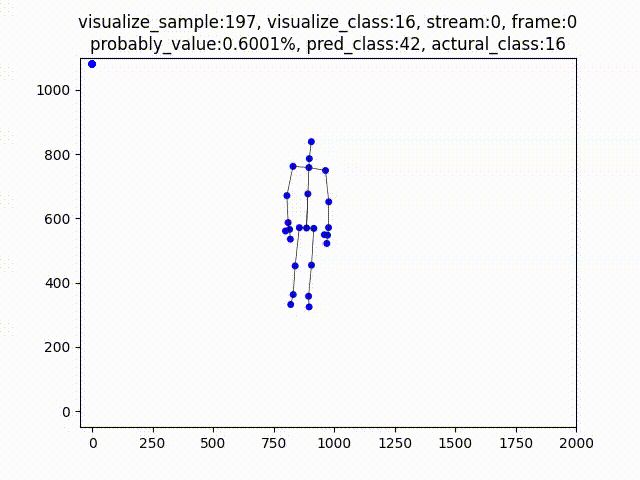 visualize_sample:197, visualize_class:16, stream:0, frame:0
probably_value:0.6001%, pred_class:42, actural_class:16
1000
800
600
400
200
0
0 250 500 750 1000 1250 1500 1750 2000